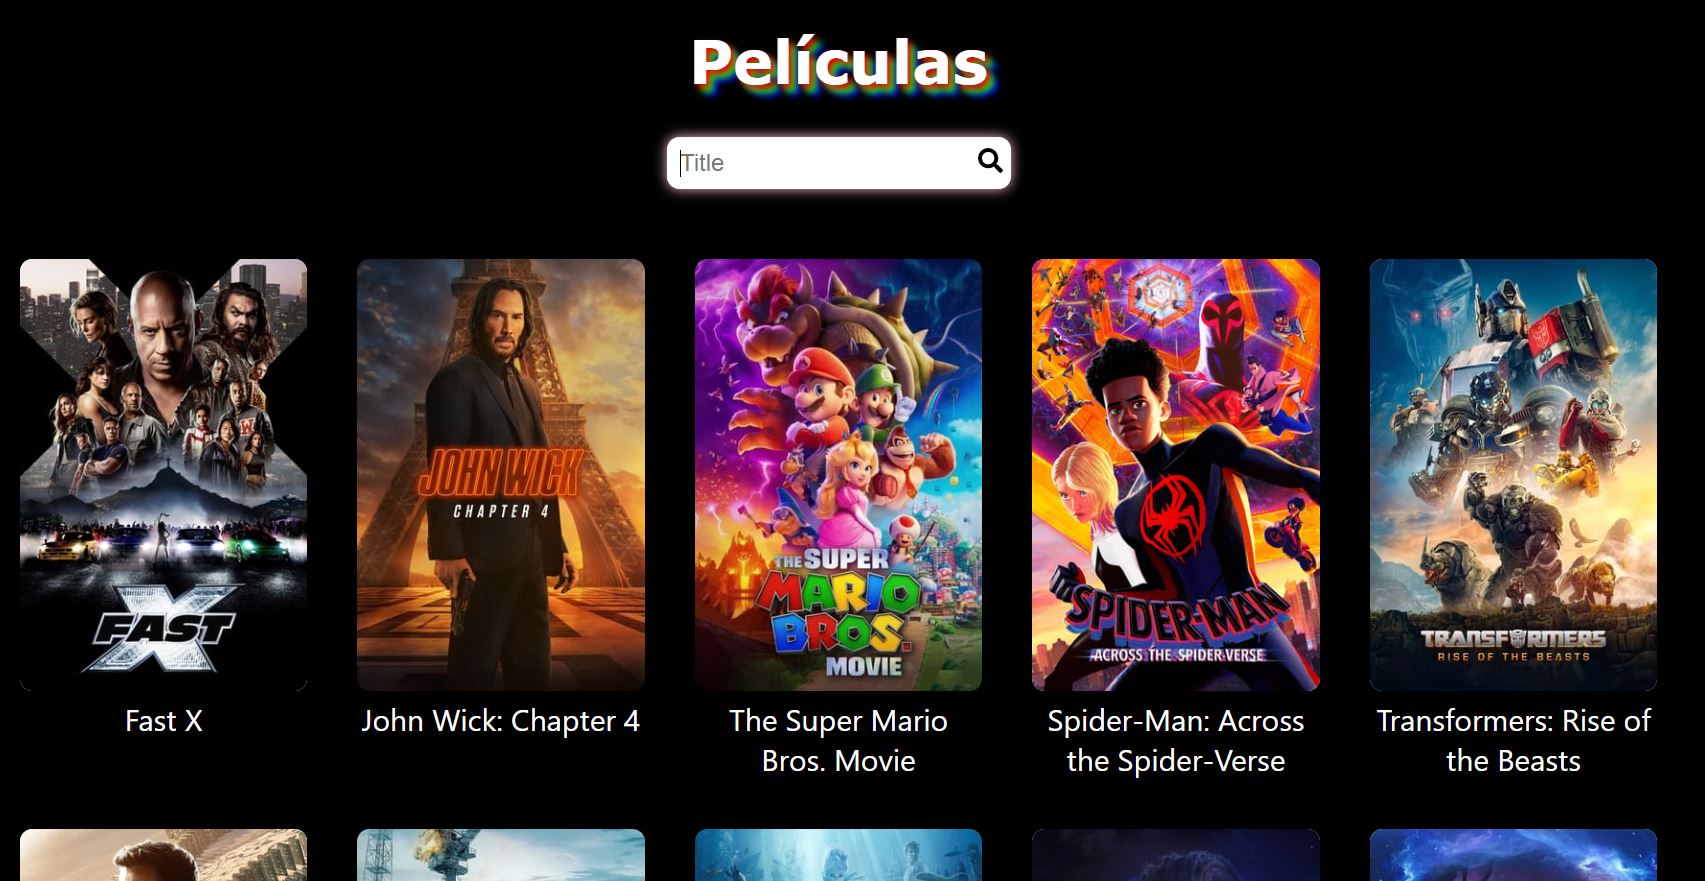 Películas
Title
FAST X
JOHN WICK
CHAPTER 4
THE SUPER
MARIO
BROS.
MOVIE
SPIDER-MAN
ACROSS THE SPIDER-VERSE
TRANSFORMERS
RISE OF THE BEASTS
Fast X
John Wick: Chapter 4
The Super Mario
Bros. Movie
Spider-Man: Across
the Spider-Verse
Transformers: Rise of
the Beasts